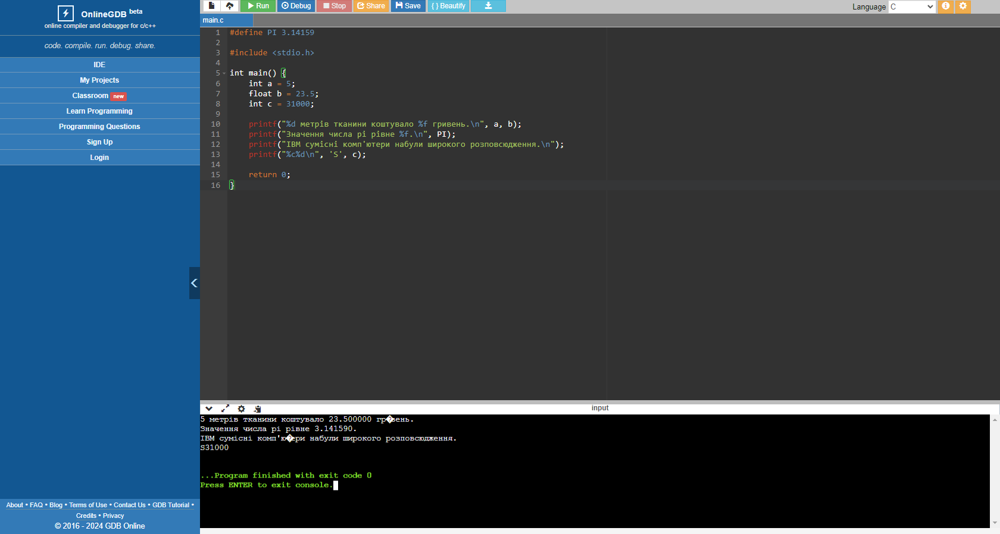 OnlineGDB beta
online compiler and debugger for c/c++
code. compile. run. debug. share.
IDE
My Projects
Classroom new
Learn Programming
Programming Questions
Sign Up
Login
About • FAQ • Blog • Terms of Use • Contact Us • GDB Tutorial •
Credits • Privacy
© 2016 - 2024 GDB Online
Run Debug Stop Share Save { } Beautify
Language C
main.c
1 #define PI 3.14159
2
3 #include <stdio.h>
4
5 int main() {
6 int a = 5;
7 float b = 23.5;
8 int c = 31000;
9
10 printf("%d метрів тканини коштувало %f гривень.\n", a, b);
11 printf("Значення числа pi рівне %f.\n", PI);
12 printf("IBM сумісні комп'ютери набули широкого розповсюдження.\n");
13 printf("%c%d\n", 'S', c);
14
15 return 0;
16 }
input
5 метрів тканини коштувало 23.500000 гр�вень.
Значення числа pi рівне 3.141590.
IBM сумісні комп'ю�ери набули широкого розповсюдження.
S31000
...Program finished with exit code 0
Press ENTER to exit console.